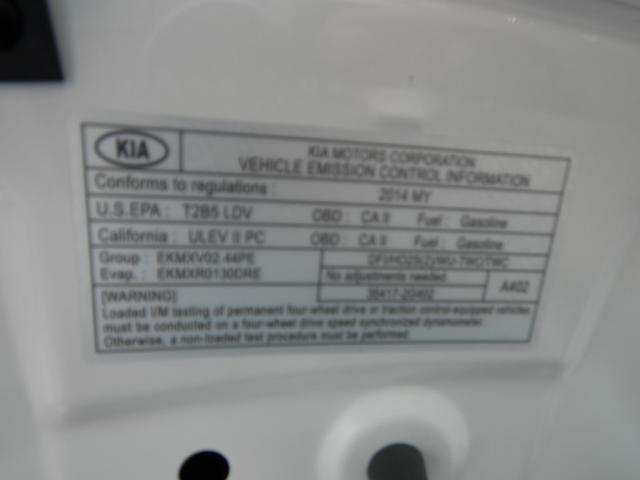 KIA
KIA MOTORS CORPORATION
VEHICLE EMISSION CONTROL INFORMATION
Conforms to regulations : 2014 MY
U.S.EPA : T2B5 LDV OBD : CA II Fuel : Gasoline
California : ULEV II PC OBD : CA II Fuel : Gasoline
Group : EKMXV02.44PE
Evap. : EKMXR0130DRE
No adjustments needed.
35417-2G402
A402
[WARNING]
Loaded I/M testing of permanent four-wheel drive or traction control-equipped vehicles
must be conducted on a four-wheel drive speed synchronized dynamometer.
Otherwise, a non-loaded test procedure must be performed.